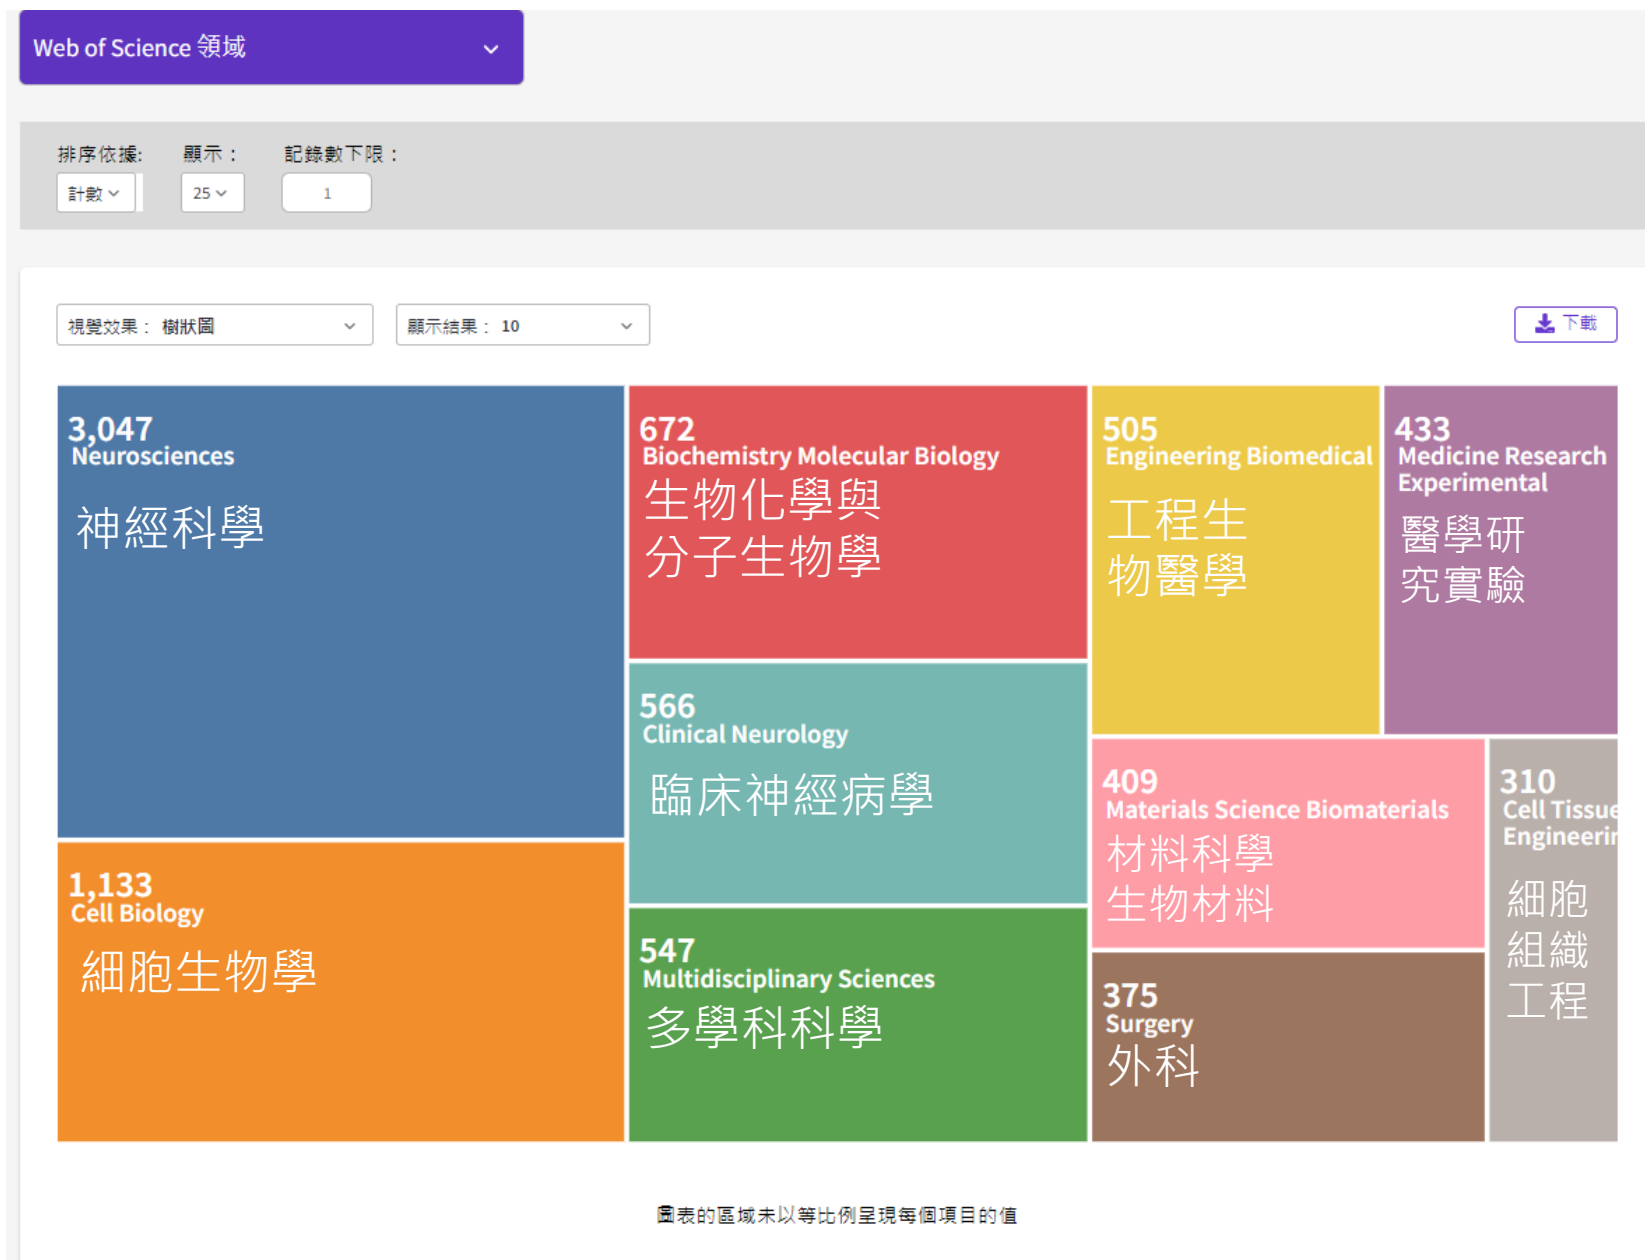 Web of Science 領域
排序依據: 顯示： 記錄數下限：
計數 25 1
視覺效果： 樹狀圖 顯示結果： 10 下載
3,047
Neurosciences
神經科學
1,133
Cell Biology
細胞生物學
672
Biochemistry Molecular Biology
生物化學與
分子生物學
566
Clinical Neurology
臨床神經病學
547
Multidisciplinary Sciences
多學科科學
505
Engineering Biomedical
工程生
物醫學
433
Medicine Research
Experimental
醫學研
究實驗
409
Materials Science Biomaterials
材料科學
生物材料
375
Surgery
外科
310
Cell Tissue
Engineerin
細胞
組織
工程
圖表的區域未以等比例呈現每個項目的值